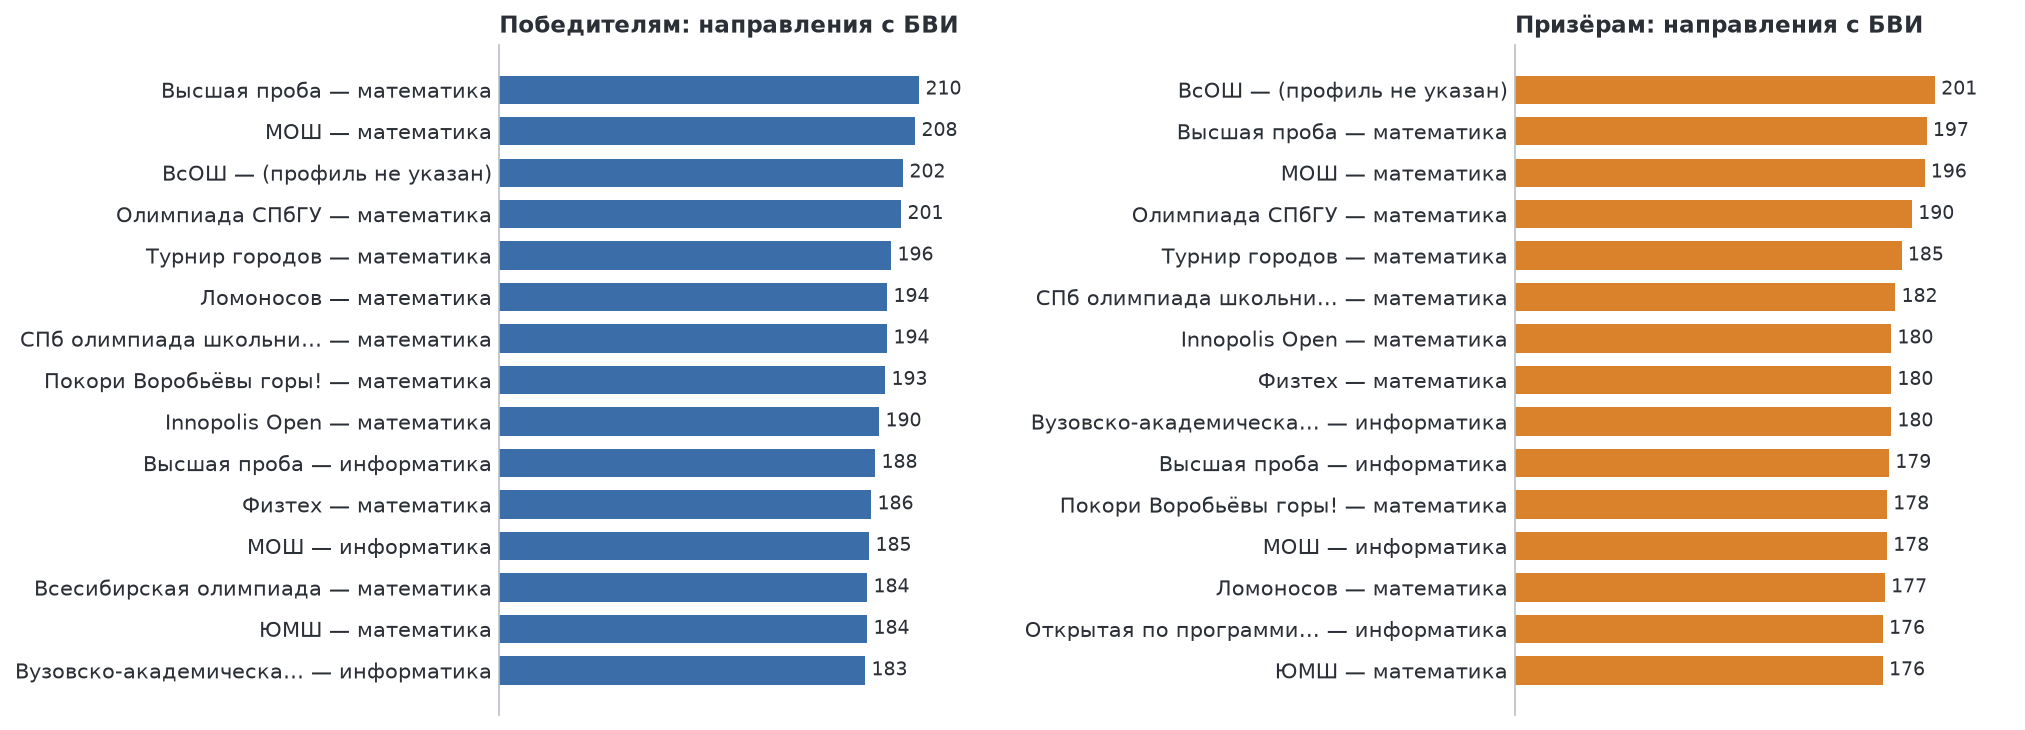 Победителям: направления с БВИ
Высшая проба — математика 210
МОШ — математика 208
ВсОШ — (профиль не указан) 202
Олимпиада СПбГУ — математика 201
Турнир городов — математика 196
Ломоносов — математика 194
СПб олимпиада школьни... — математика 194
Покори Воробьёвы горы! — математика 193
Innopolis Open — математика 190
Высшая проба — информатика 188
Физтех — математика 186
МОШ — информатика 185
Всесибирская олимпиада — математика 184
ЮМШ — математика 184
Вузовско-академическа... — информатика 183
Призёрам: направления с БВИ
ВсОШ — (профиль не указан) 201
Высшая проба — математика 197
МОШ — математика 196
Олимпиада СПбГУ — математика 190
Турнир городов — математика 185
СПб олимпиада школьни... — математика 182
Innopolis Open — математика 180
Физтех — математика 180
Вузовско-академическа... — информатика 180
Высшая проба — информатика 179
Покори Воробьёвы горы! — математика 178
МОШ — информатика 178
Ломоносов — математика 177
Открытая по программи... — информатика 176
ЮМШ — математика 176